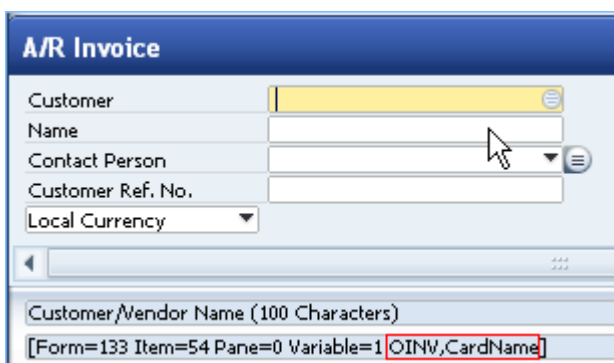 A/R Invoice
Customer
Name
Contact Person
Customer Ref. No.
Local Currency
Customer/Vendor Name (100 Characters)
[Form=133 Item=54 Pane=0 Variable=1 OINV,CardName]